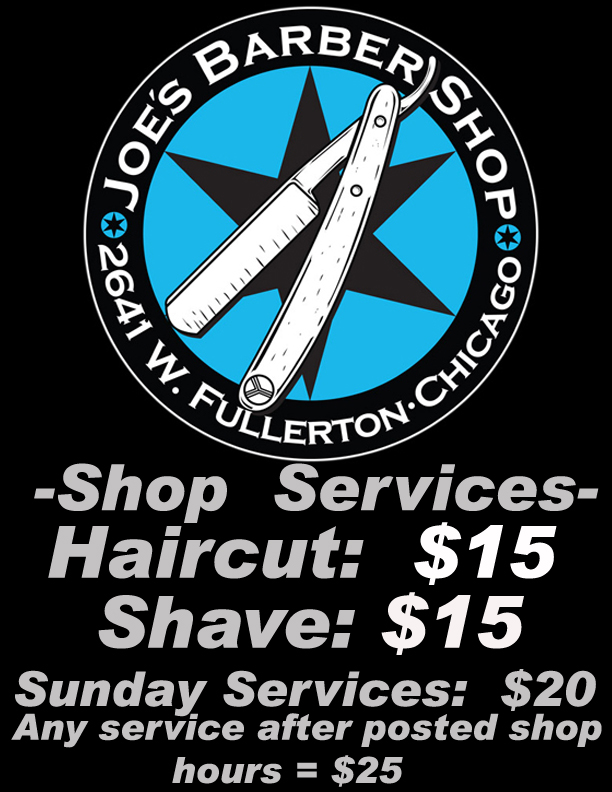 JOE'S BARBER SHOP
2641 W. FULLERTON · CHICAGO
-Shop Services-
Haircut: $15
Shave: $15
Sunday Services: $20
Any service after posted shop
hours = $25